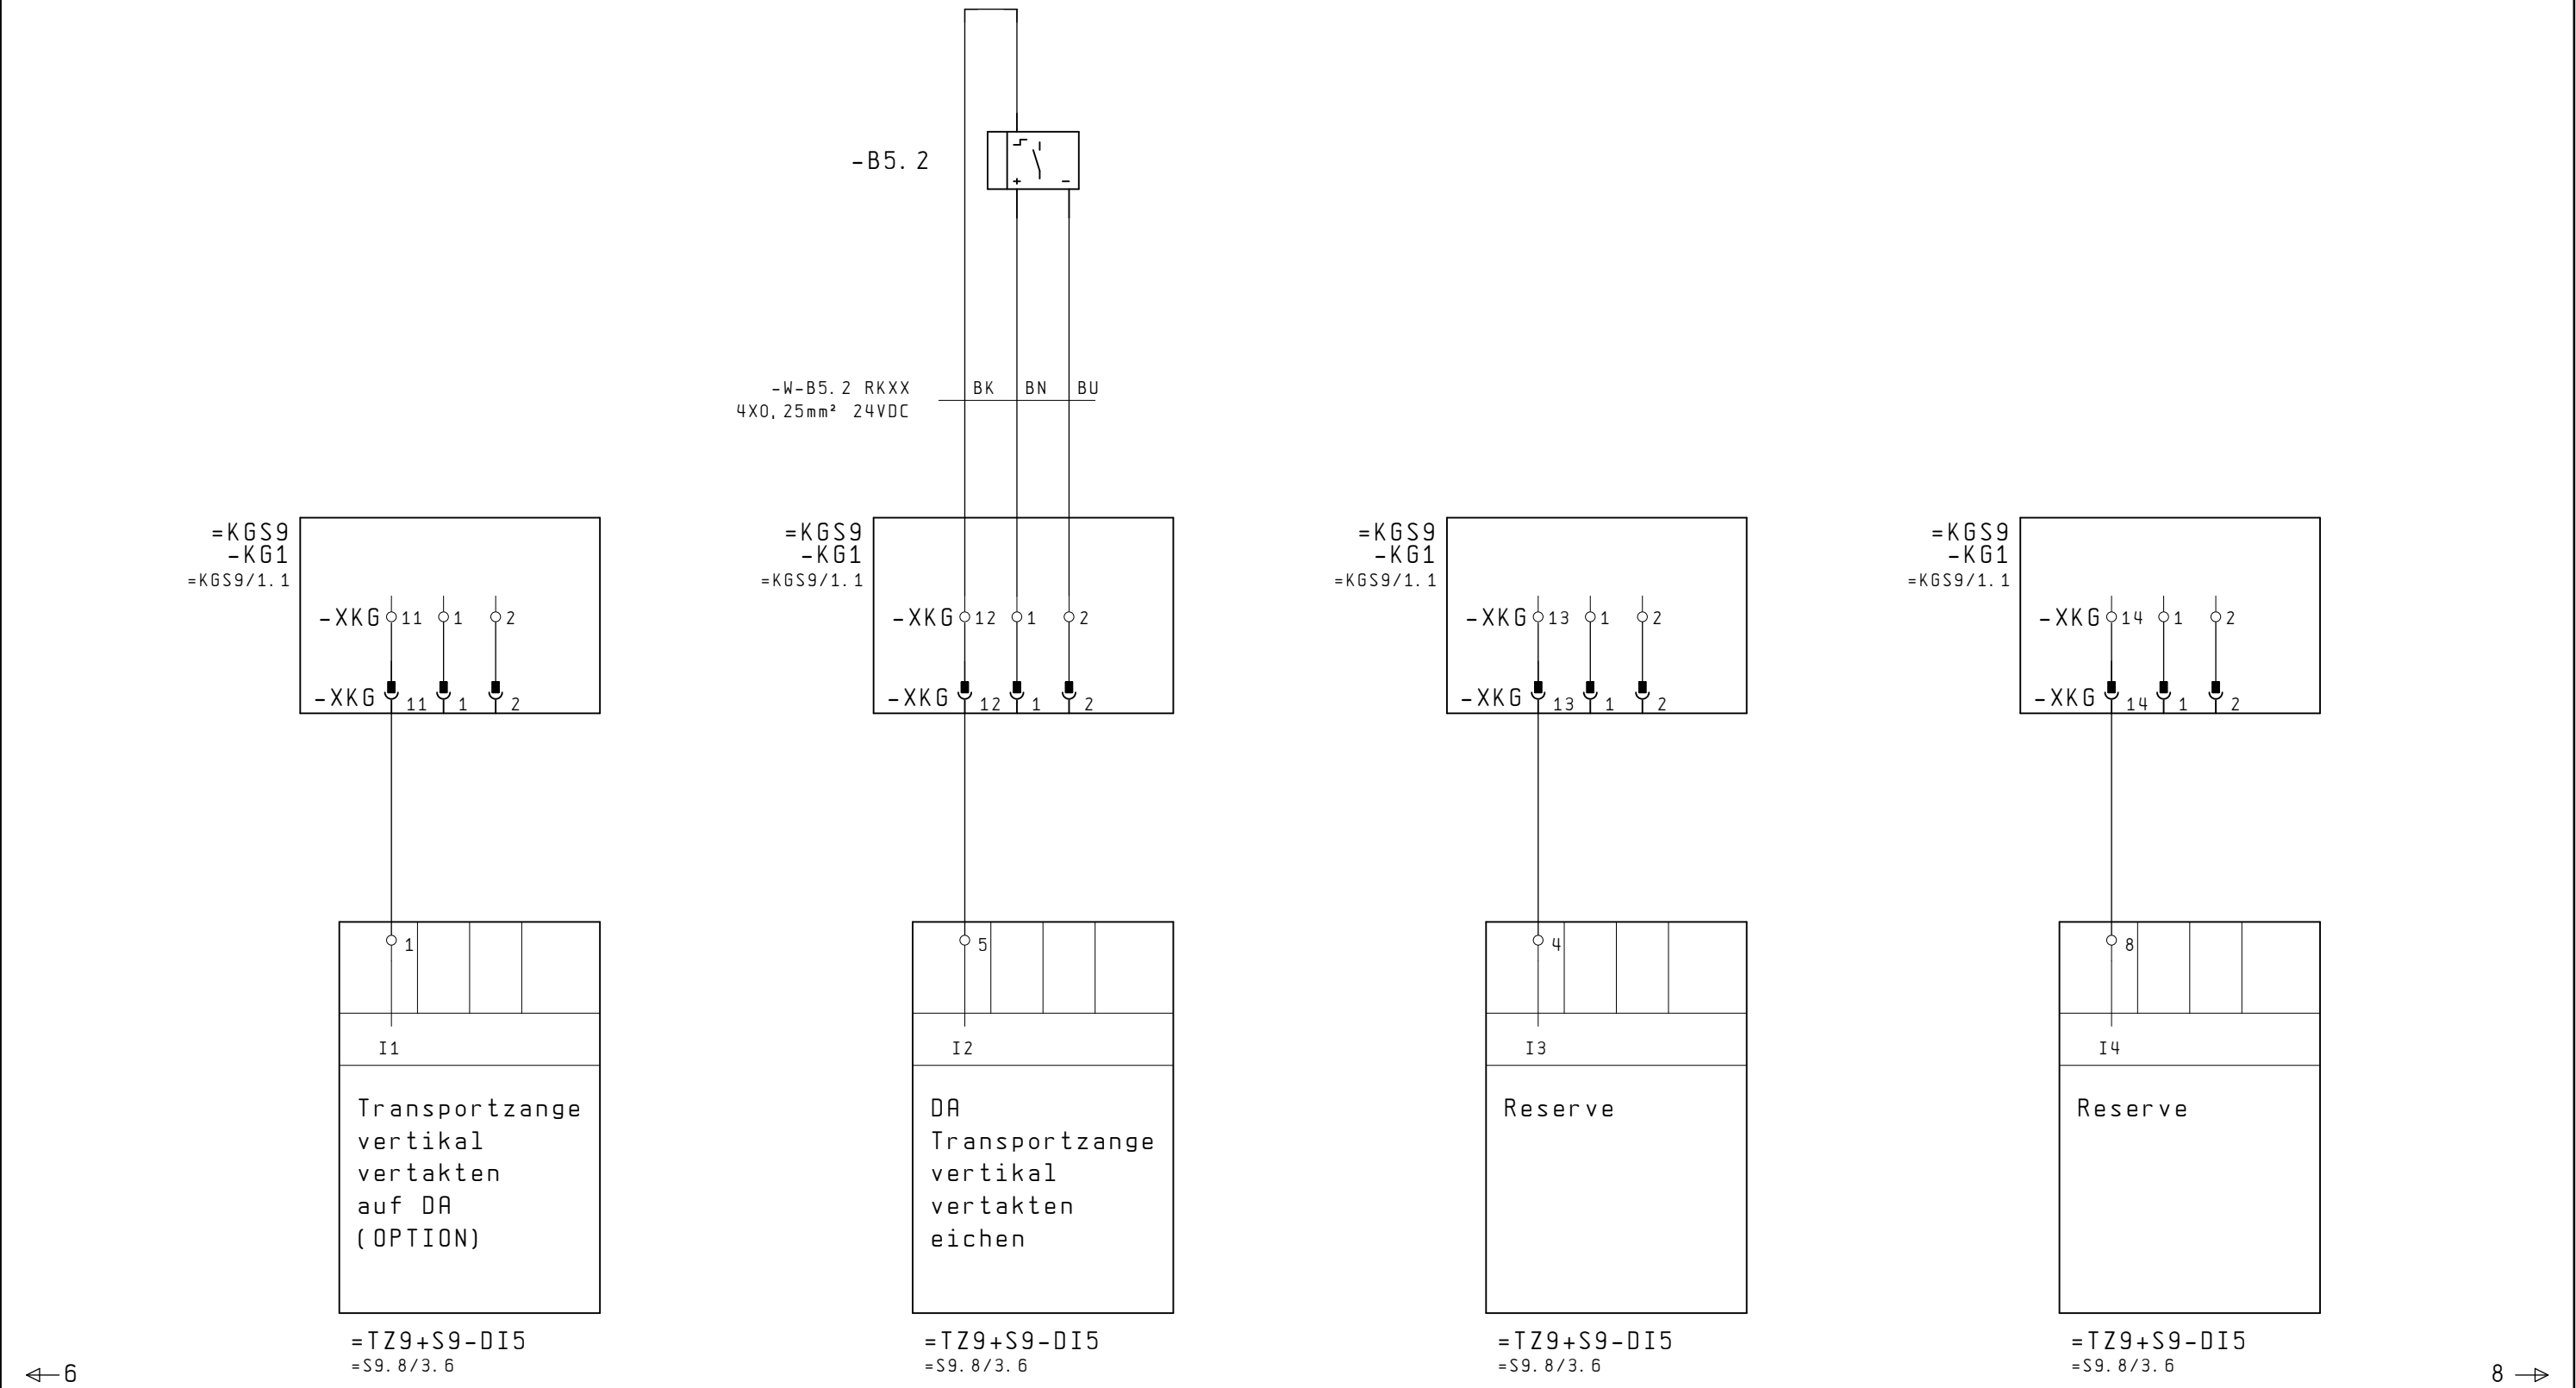 -B5.2
+ -
-W-B5.2 RKXX
4X0,25mm² 24VDC
BK BN BU
=KGS9
-KG1
=KGS9/1.1
-XKG 11 1 2
-XKG 11 1 2
=KGS9
-KG1
=KGS9/1.1
-XKG 12 1 2
-XKG 12 1 2
=KGS9
-KG1
=KGS9/1.1
-XKG 13 1 2
-XKG 13 1 2
=KGS9
-KG1
=KGS9/1.1
-XKG 14 1 2
-XKG 14 1 2
1
I1
Transportzange
vertikal
vertakten
auf DA
(OPTION)
=TZ9+S9-DI5
=S9.8/3.6
5
I2
DA
Transportzange
vertikal
vertakten
eichen
=TZ9+S9-DI5
=S9.8/3.6
4
I3
Reserve
=TZ9+S9-DI5
=S9.8/3.6
8
I4
Reserve
=TZ9+S9-DI5
=S9.8/3.6
6
8